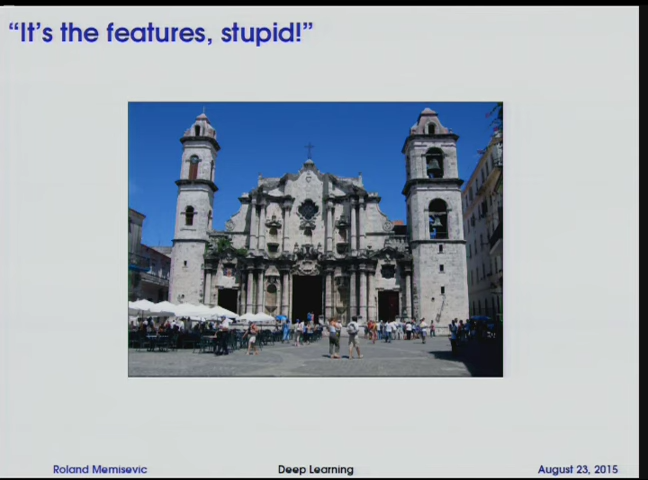 “It’s the features, stupid!”
Roland Memisevic
Deep Learning
August 23, 2015